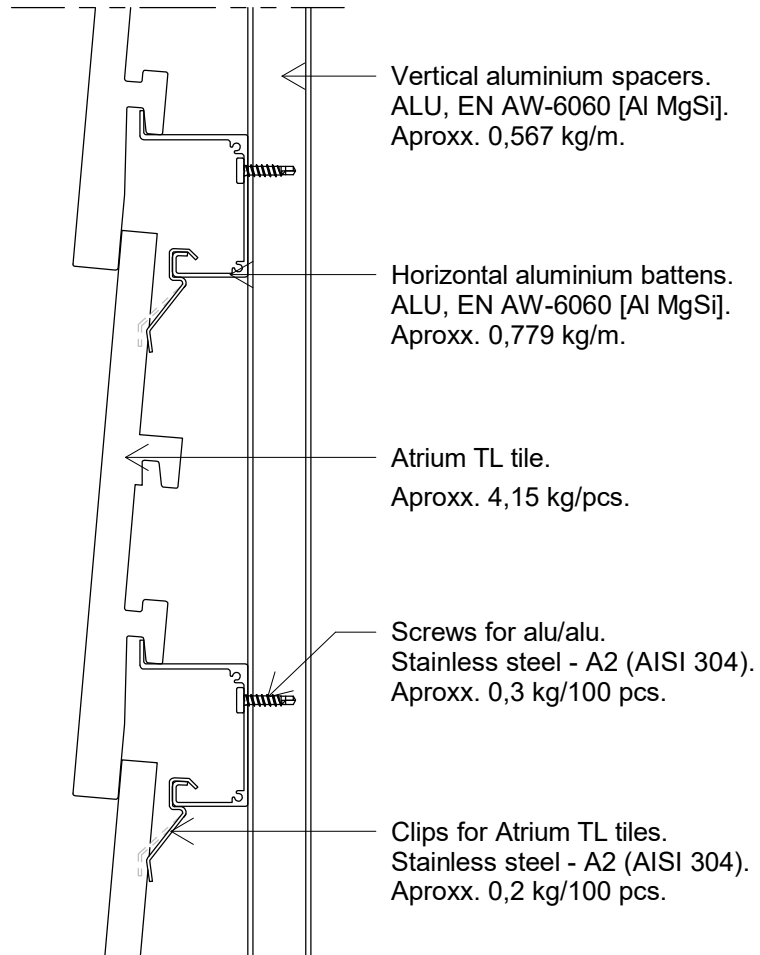 Vertical aluminium spacers.
ALU, EN AW-6060 [Al MgSi].
Aproxx. 0,567 kg/m.
Horizontal aluminium battens.
ALU, EN AW-6060 [Al MgSi].
Aproxx. 0,779 kg/m.
Atrium TL tile.
Aproxx. 4,15 kg/pcs.
Screws for alu/alu.
Stainless steel - A2 (AISI 304).
Aproxx. 0,3 kg/100 pcs.
Clips for Atrium TL tiles.
Stainless steel - A2 (AISI 304).
Aproxx. 0,2 kg/100 pcs.